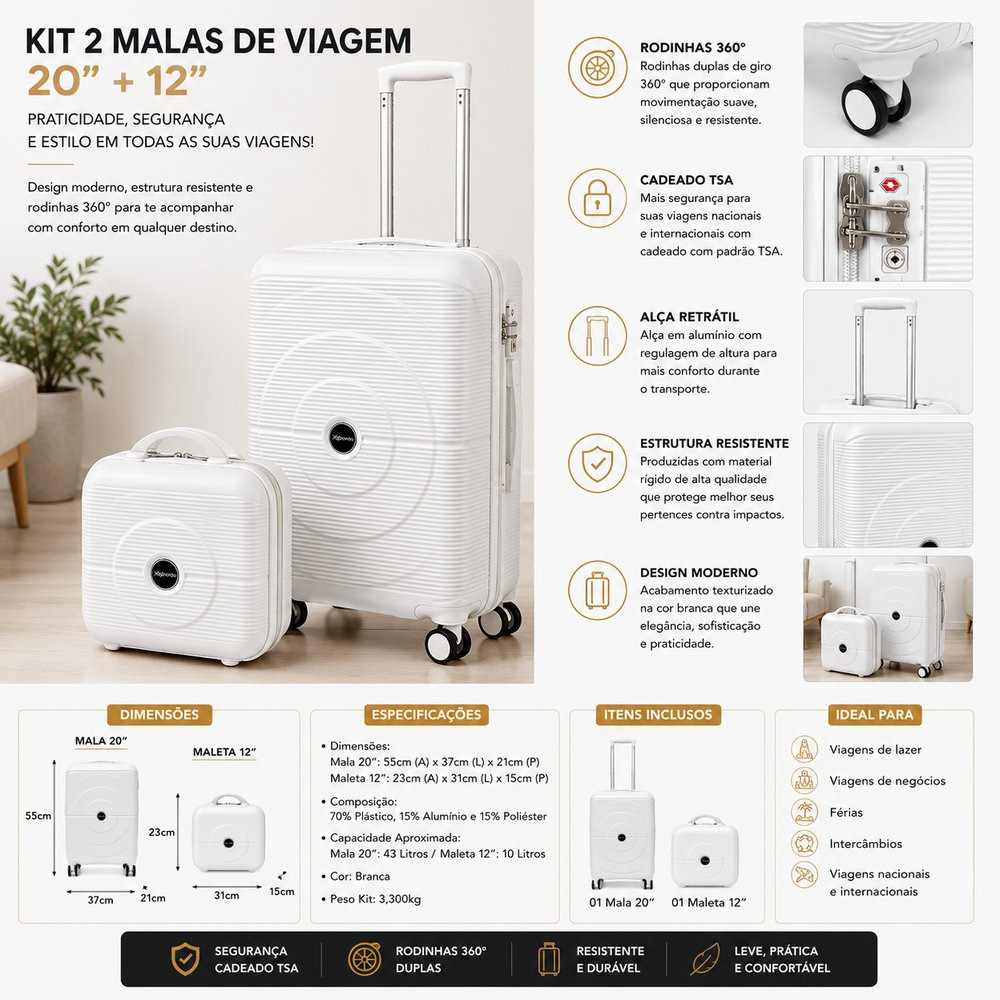 KIT 2 MALAS DE VIAGEM
20” + 12”
PRATICIDADE, SEGURANÇA
E ESTILO EM TODAS AS SUAS VIAGENS!
Design moderno, estrutura resistente e
rodinhas 360° para te acompanhar
com conforto em qualquer destino.
RODINHAS 360°
Rodinhas duplas de giro
360° que proporcionam
movimentação suave,
silenciosa e resistente.
CADEADO TSA
Mais segurança para
suas viagens nacionais
e internacionais com
cadeado com padrão TSA.
ALÇA RETRÁTIL
Alça em alumínio com
regulagem de altura para
mais conforto durante
o transporte.
ESTRUTURA RESISTENTE
Produzidas com material
rígido de alta qualidade
que protege melhor seus
pertences contra impactos.
DESIGN MODERNO
Acabamento texturizado
na cor branca que une
elegância, sofisticação
e praticidade.
DIMENSÕES
MALA 20”
MALETA 12”
55cm
37cm
21cm
23cm
31cm
15cm
ESPECIFICAÇÕES
• Dimensões:
Mala 20”: 55cm (A) x 37cm (L) x 21cm (P)
Maleta 12”: 23cm (A) x 31cm (L) x 15cm (P)
• Composição:
70% Plástico, 15% Alumínio e 15% Poliéster
• Capacidade Aproximada:
Mala 20”: 43 Litros / Maleta 12”: 10 Litros
• Cor: Branca
• Peso Kit: 3,300kg
ITENS INCLUSOS
01 Mala 20”
01 Maleta 12”
IDEAL PARA
Viagens de lazer
Viagens de negócios
Férias
Intercâmbios
Viagens nacionais
e internacionais
SEGURANÇA
CADEADO TSA
RODINHAS 360°
DUPLAS
RESISTENTE
E DURÁVEL
LEVE, PRÁTICA
E CONFORTÁVEL